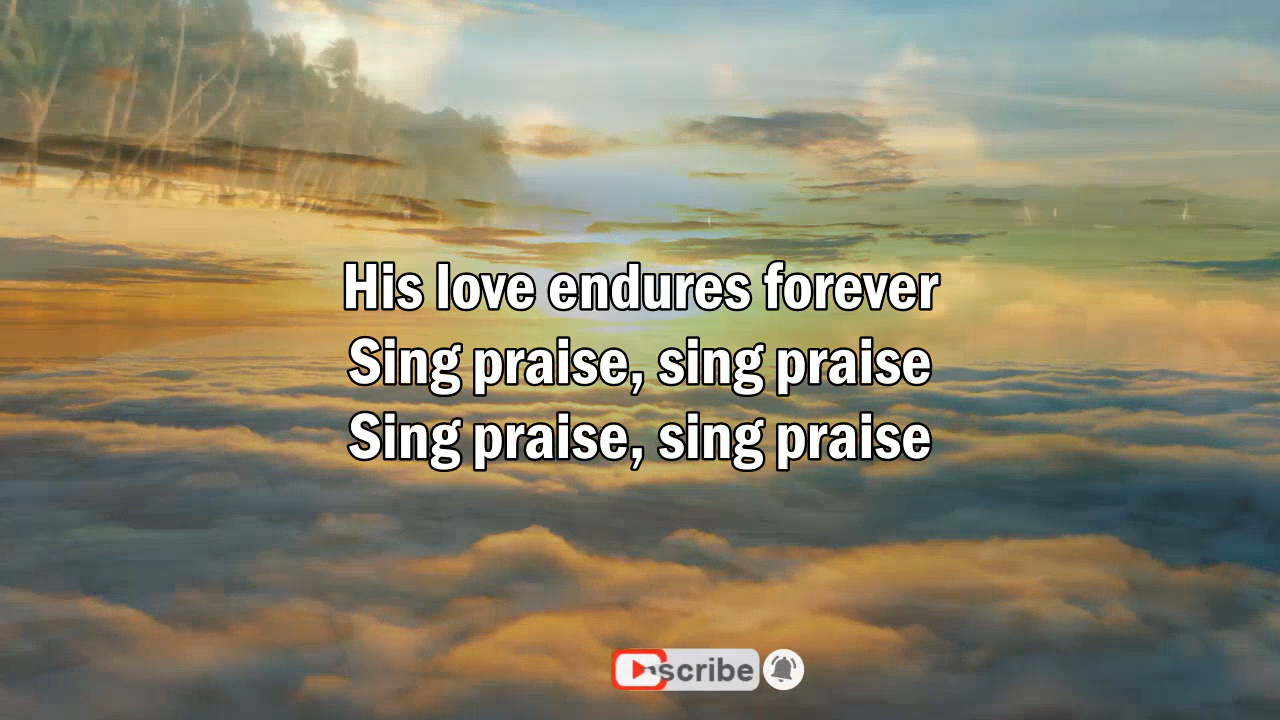 His love endures forever
Sing praise, sing praise
Sing praise, sing praise
scribe